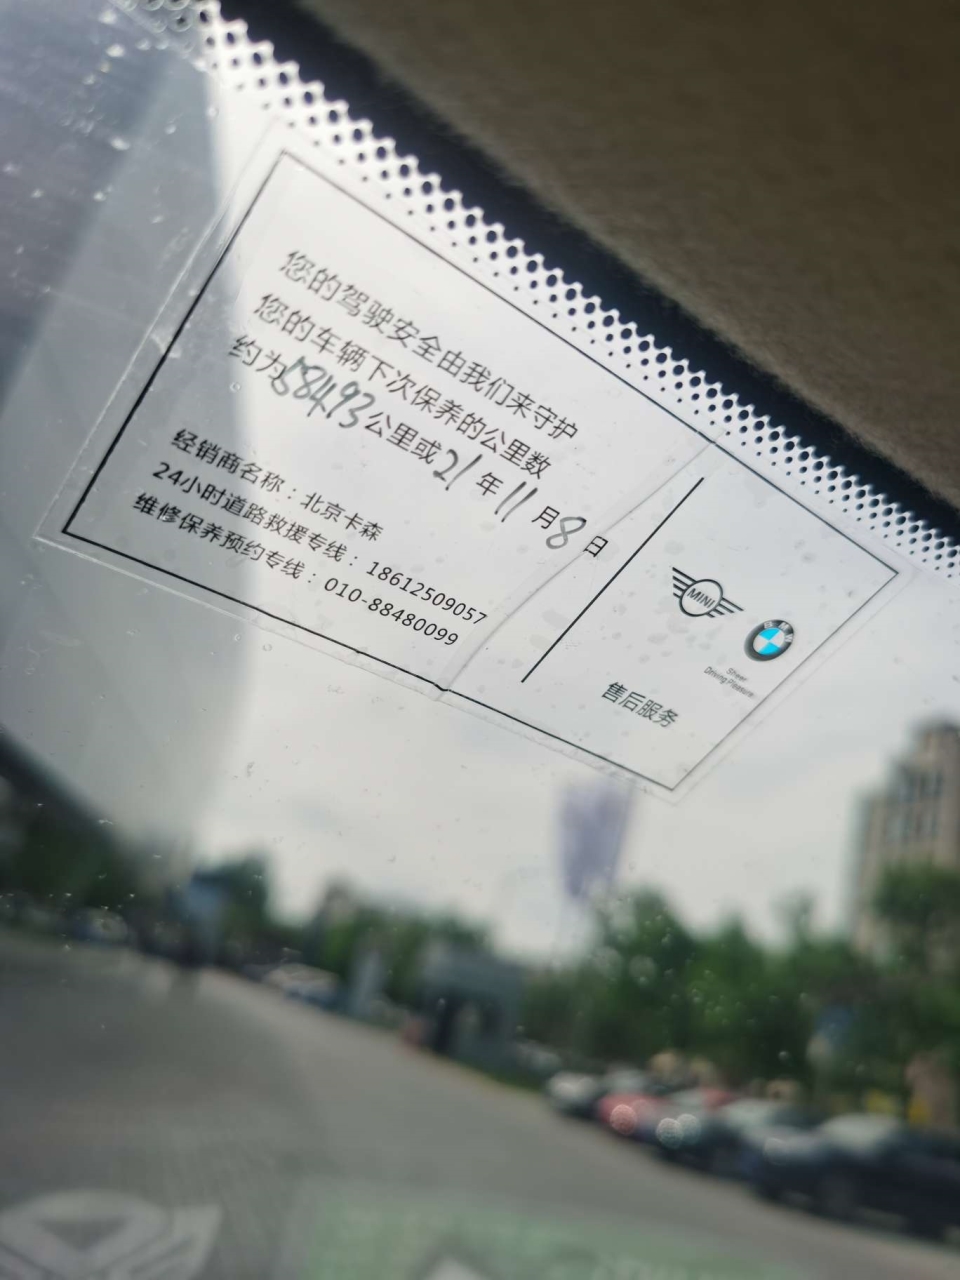 您的驾驶安全由我们来守护
您的车辆下次保养的公里数
约为58493公里或21年11月8日
经销商名称：北京卡森
24小时道路救援专线：18612509057
维修保养预约专线：010-88480099
MINI
BMW
Sheer
Driving Pleasure
售后服务